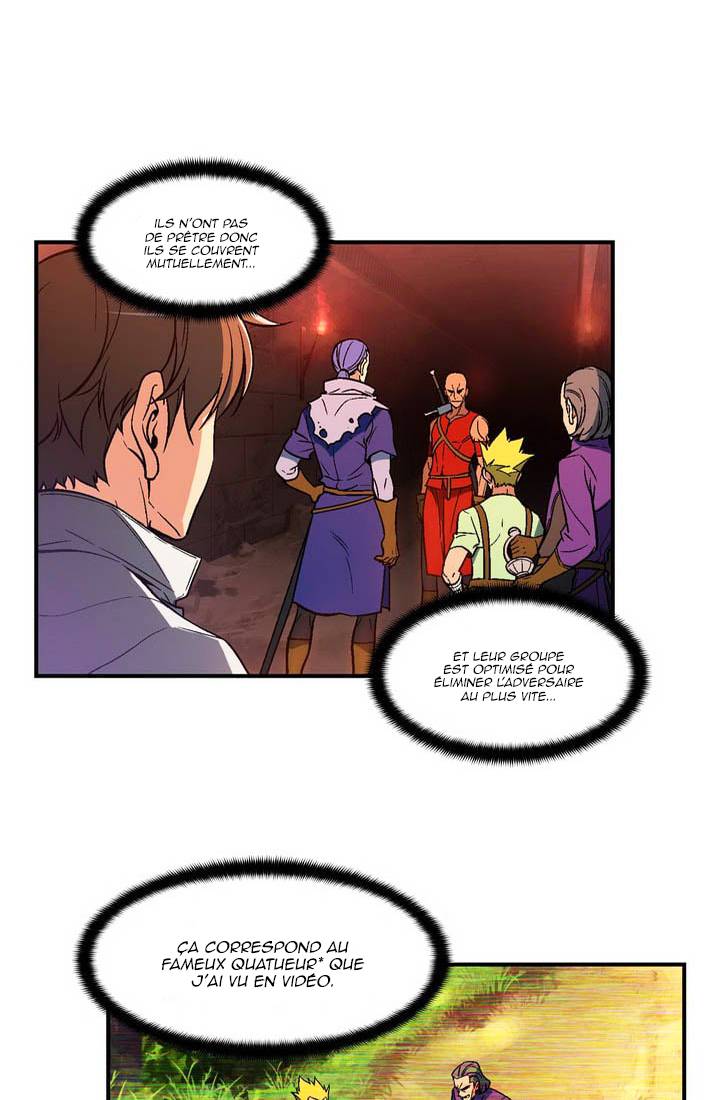 ILS N'ONT PAS
DE PRÊTRE DONC
ILS SE COUVRENT
MUTUELLEMENT...
ET LEUR GROUPE
EST OPTIMISÉ POUR
ÉLIMINER L'ADVERSAIRE
AU PLUS VITE...
ÇA CORRESPOND AU
FAMEUX QUATUEUR* QUE
J'AI VU EN VIDÉO.